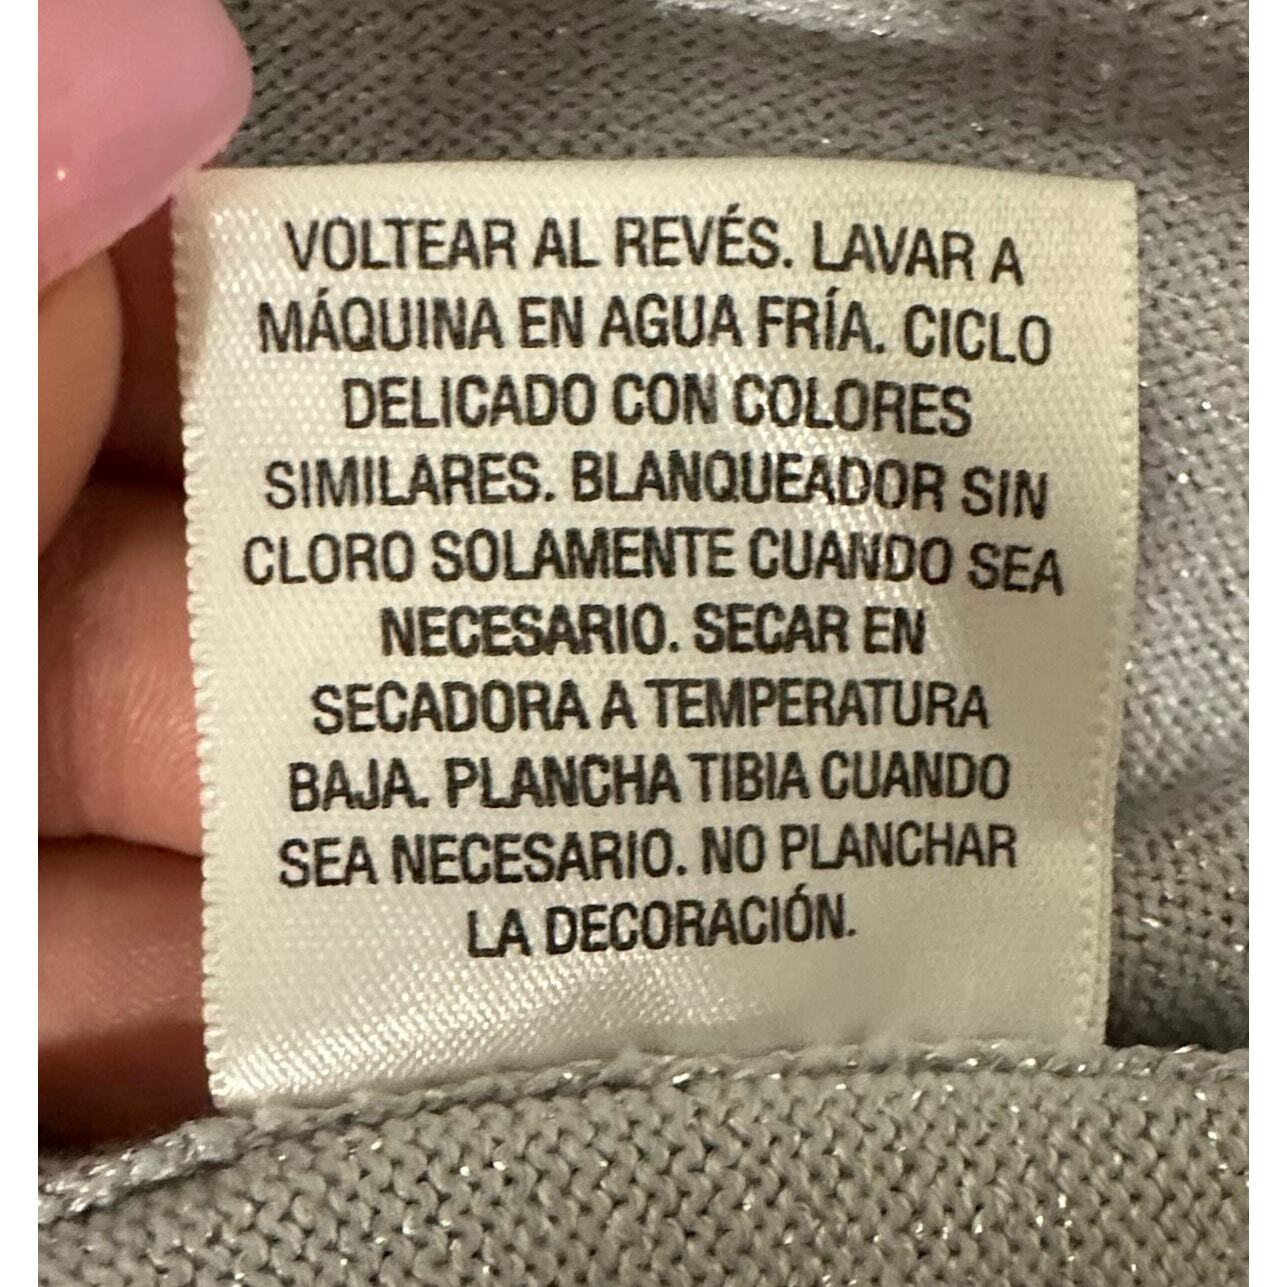 VOLTEAR AL REVÉS. LAVAR A
MÁQUINA EN AGUA FRÍA. CICLO
DELICADO CON COLORES
SIMILARES. BLANQUEADOR SIN
CLORO SOLAMENTE CUANDO SEA
NECESARIO. SECAR EN
SECADORA A TEMPERATURA
BAJA. PLANCHA TIBIA CUANDO
SEA NECESARIO. NO PLANCHAR
LA DECORACIÓN.